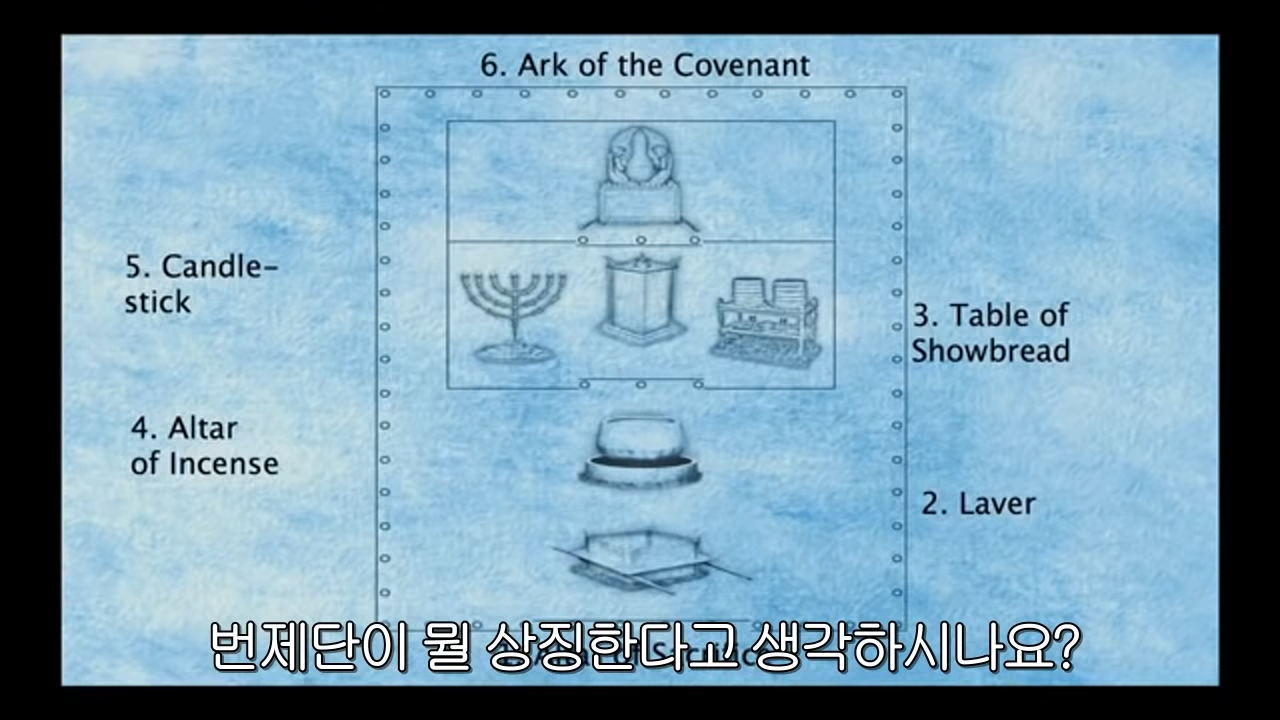 6. Ark of the Covenant
5. Candle-
stick
3. Table of
Showbread
4. Altar
of Incense
2. Laver
번제단이 뭘 상징한다고 생각하시나요?